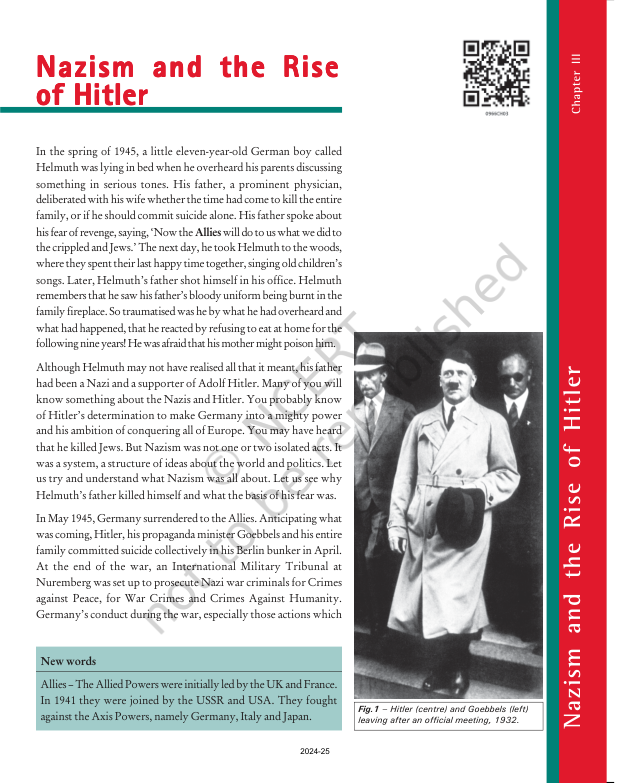 Nazism and the Rise
of Hitler
0966CH03
Chapter III
In the spring of 1945, a little eleven-year-old German boy called
Helmuth was lying in bed when he overheard his parents discussing
something in serious tones. His father, a prominent physician,
deliberated with his wife whether the time had come to kill the entire
family, or if he should commit suicide alone. His father spoke about
his fear of revenge, saying, ‘Now the Allies will do to us what we did to
the crippled and Jews.’ The next day, he took Helmuth to the woods,
where they spent their last happy time together, singing old children’s
songs. Later, Helmuth’s father shot himself in his office. Helmuth
remembers that he saw his father’s bloody uniform being burnt in the
family fireplace. So traumatised was he by what he had overheard and
what had happened, that he reacted by refusing to eat at home for the
following nine years! He was afraid that his mother might poison him.
Although Helmuth may not have realised all that it meant, his father
had been a Nazi and a supporter of Adolf Hitler. Many of you will
know something about the Nazis and Hitler. You probably know
of Hitler’s determination to make Germany into a mighty power
and his ambition of conquering all of Europe. You may have heard
that he killed Jews. But Nazism was not one or two isolated acts. It
was a system, a structure of ideas about the world and politics. Let
us try and understand what Nazism was all about. Let us see why
Helmuth’s father killed himself and what the basis of his fear was.
In May 1945, Germany surrendered to the Allies. Anticipating what
was coming, Hitler, his propaganda minister Goebbels and his entire
family committed suicide collectively in his Berlin bunker in April.
At the end of the war, an International Military Tribunal at
Nuremberg was set up to prosecute Nazi war criminals for Crimes
against Peace, for War Crimes and Crimes Against Humanity.
Germany’s conduct during the war, especially those actions which
New words
Allies – The Allied Powers were initially led by the UK and France.
In 1941 they were joined by the USSR and USA. They fought
against the Axis Powers, namely Germany, Italy and Japan.
Fig.1 – Hitler (centre) and Goebbels (left)
leaving after an official meeting, 1932.
Nazism and the Rise of Hitler
2024-25
© NCERT
not to be republished